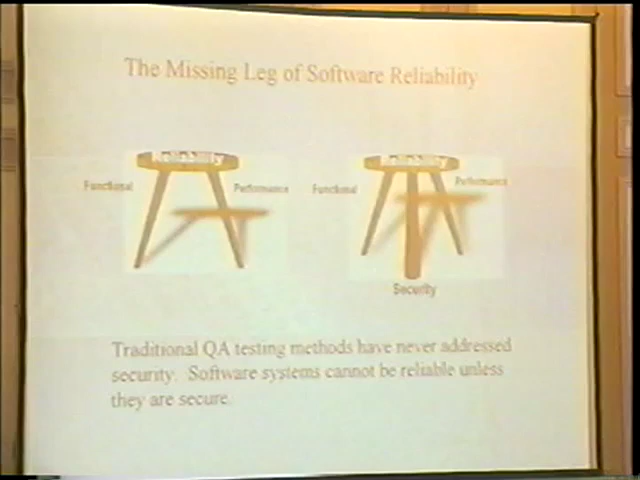 The Missing Leg of Software Reliability
Reliability
Reliability
Functional
Performance
Functional
Performance
Security
Traditional QA testing methods have never addressed
security. Software systems cannot be reliable unless
they are secure.